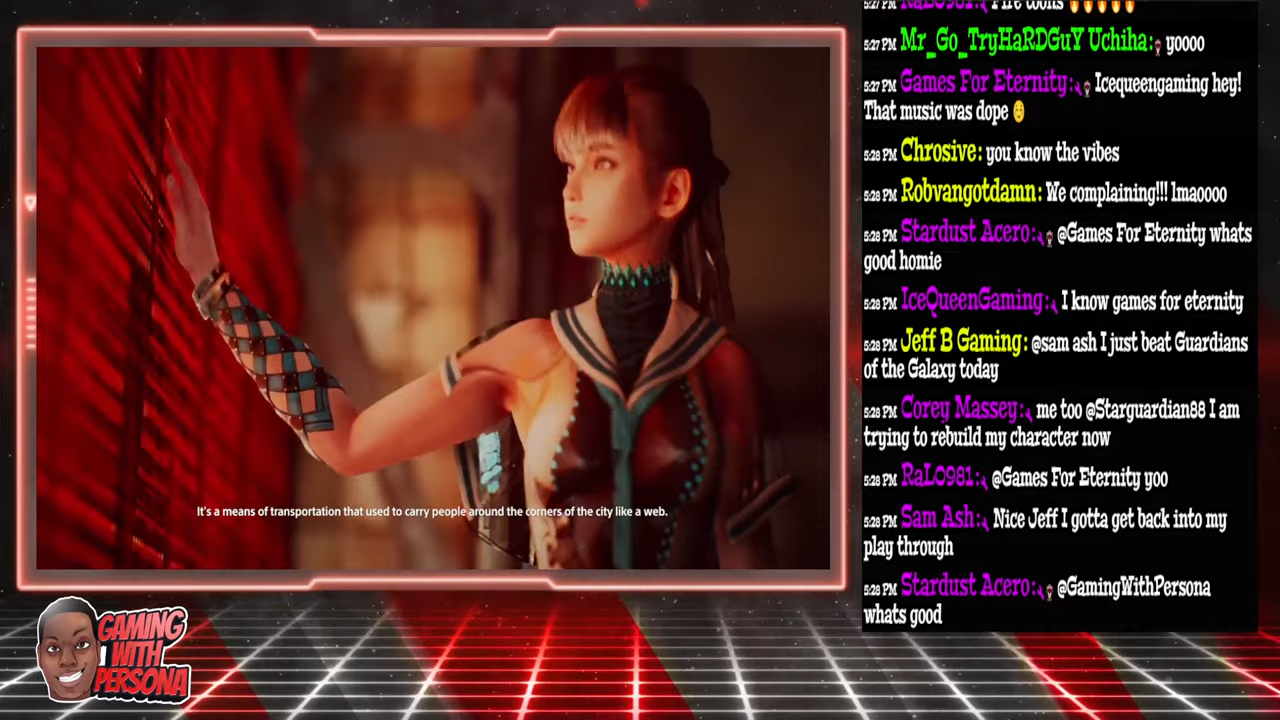 It's a means of transportation that used to carry people around the corners of the city like a web.
GAMING
WITH
PERSONA
5:27 PM RaLO981: Fire toons
5:27 PM Mr_Go_TryHaRDGuY Uchiha: yoooo
5:27 PM Games For Eternity: Icequeengaming hey!
That music was dope
5:28 PM Chrosive: you know the vibes
5:28 PM Robvangotdamn: We complaining!!! lmaoooo
5:28 PM Stardust Acero: @Games For Eternity whats
good homie
5:28 PM IceQueenGaming: I know games for eternity
5:28 PM Jeff B Gaming: @sam ash I just beat Guardians
of the Galaxy today
5:28 PM Corey Massey: me too @Starguardian88 I am
trying to rebuild my character now
5:28 PM RaLO981: @Games For Eternity yoo
5:28 PM Sam Ash: Nice Jeff I gotta get back into my
play through
5:28 PM Stardust Acero: @GamingWithPersona
whats good